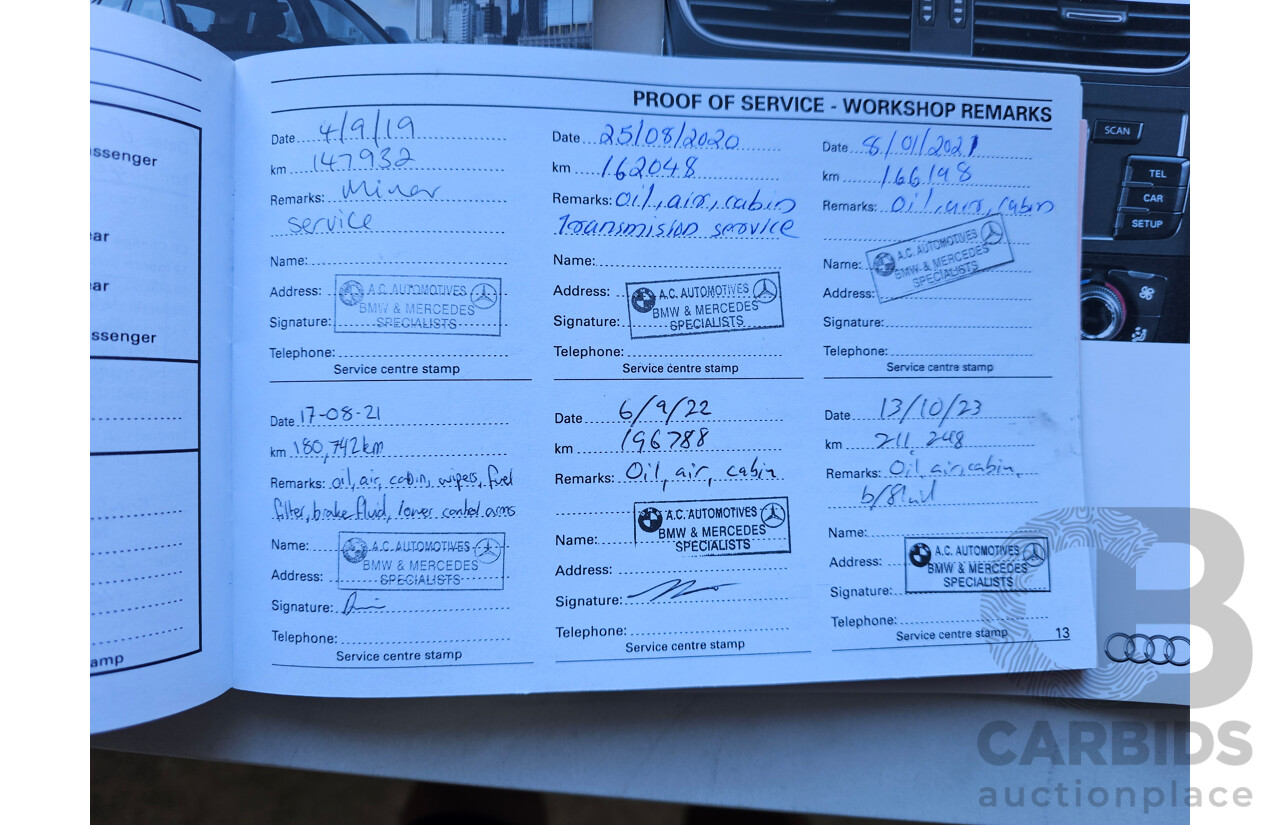 PROOF OF SERVICE - WORKSHOP REMARKS
Date 4/9/19
km 147932
Remarks: Minor
service
Name:
Address:
A.C. AUTOMOTIVES
BMW & MERCEDES
SPECIALISTS
Signature:
Telephone:
Service centre stamp
Date 25/08/2020
km 162048
Remarks: Oil, air, cabin
Transmision service
Name:
Address:
A.C. AUTOMOTIVES
BMW & MERCEDES
SPECIALISTS
Signature:
Telephone:
Service centre stamp
Date 8/01/2021
km 166198
Remarks: Oil, air, cabin
Name:
A.C. AUTOMOTIVES
BMW & MERCEDES
SPECIALISTS
Address:
Signature:
Telephone:
Service centre stamp
Date 17-08-21
km 180,742km
Remarks: oil, air, cabin, wipers, fuel
filter, brake fluid, lower control arms
Name:
A.C. AUTOMOTIVES
BMW & MERCEDES
SPECIALISTS
Address:
Signature:
Telephone:
Service centre stamp
Date 6/9/22
km 196788
Remarks: Oil, air, cabin
A.C. AUTOMOTIVES
BMW & MERCEDES
SPECIALISTS
Name:
Address:
Signature:
Telephone:
Service centre stamp
Date 13/10/23
km 211,248
Remarks: Oil, air, cabin,
Name:
A.C. AUTOMOTIVES
BMW & MERCEDES
SPECIALISTS
Address:
Signature:
Telephone:
Service centre stamp
13
ssenger
ear
ear
ssenger
amp
SCAN
TEL
CAR
SETUP
CARBIDS
auctionplace